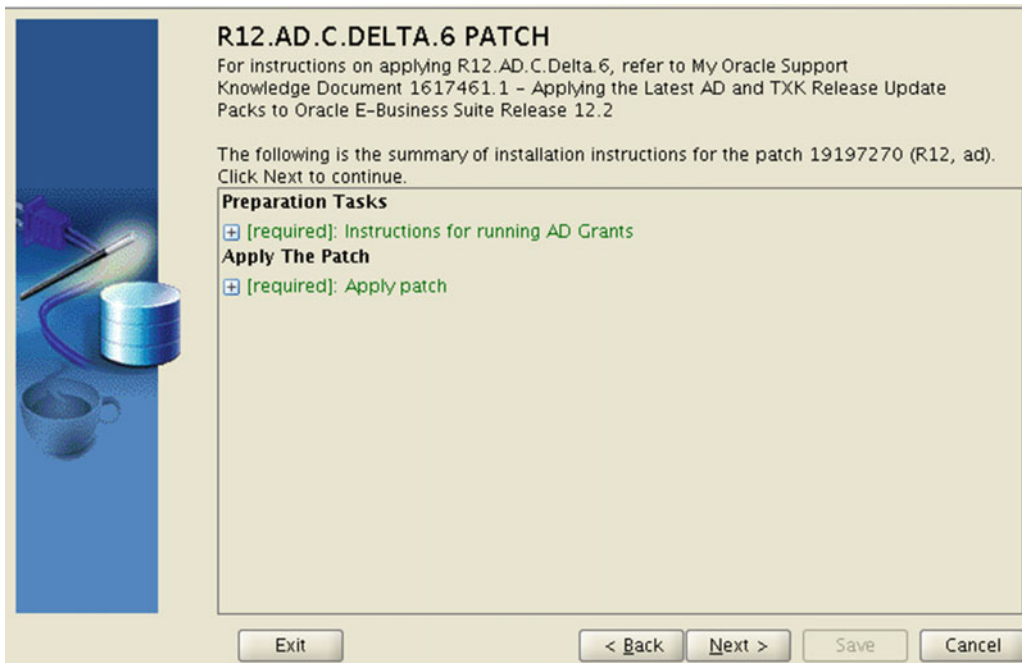 R12.AD.C.DELTA.6 PATCH
For instructions on applying R12.AD.C.Delta.6, refer to My Oracle Support
Knowledge Document 1617461.1 – Applying the Latest AD and TXK Release Update
Packs to Oracle E-Business Suite Release 12.2
The following is the summary of installation instructions for the patch 19197270 (R12, ad).
Click Next to continue.
Preparation Tasks
[required]: Instructions for running AD Grants
Apply The Patch
[required]: Apply patch
Exit < Back Next > Save Cancel